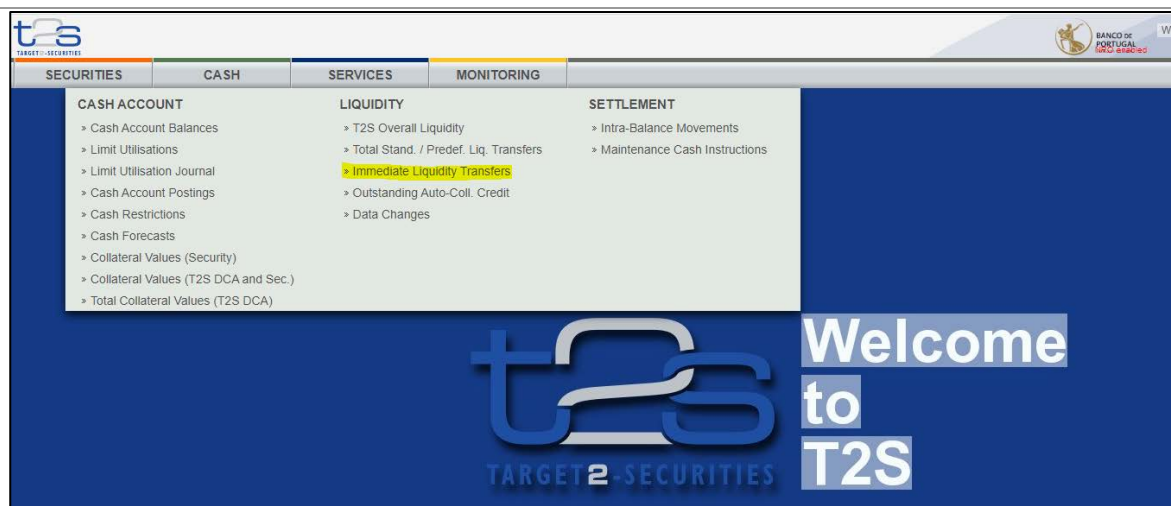 t2s
TARGET2-SECURITIES
BANCO DE
PORTUGAL
W
SECURITIES CASH SERVICES MONITORING
CASH ACCOUNT
» Cash Account Balances
» Limit Utilisations
» Limit Utilisation Journal
» Cash Account Postings
» Cash Restrictions
» Cash Forecasts
» Collateral Values (Security)
» Collateral Values (T2S DCA and Sec.)
» Total Collateral Values (T2S DCA)
LIQUIDITY
» T2S Overall Liquidity
» Total Stand. / Predef. Liq. Transfers
» Immediate Liquidity Transfers
» Outstanding Auto-Coll. Credit
» Data Changes
SETTLEMENT
» Intra-Balance Movements
» Maintenance Cash Instructions
t2s
TARGET2-SECURITIES
Welcome
to
T2S